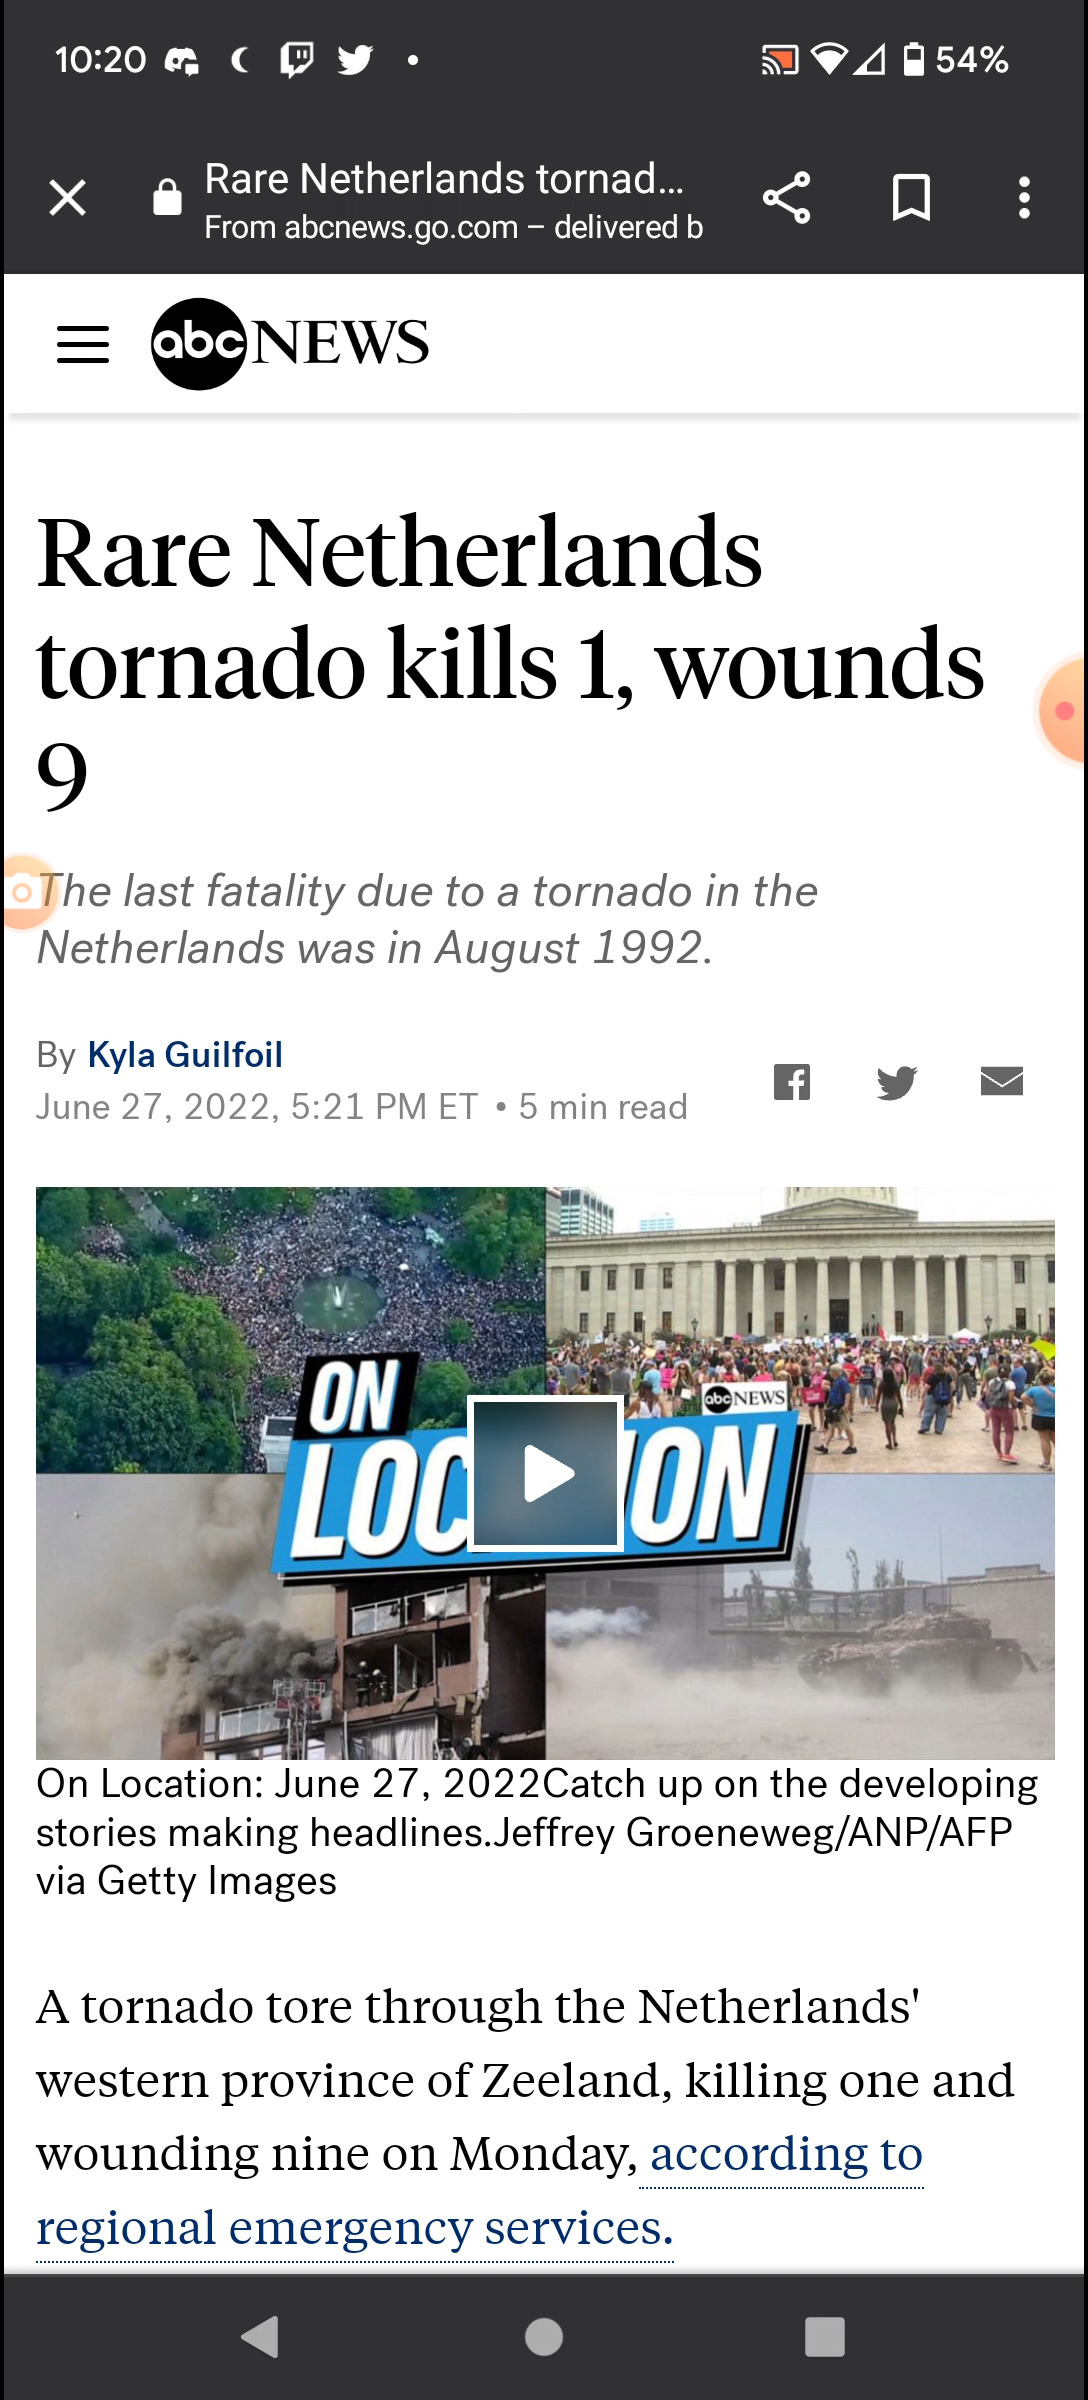 10:20
54%
Rare Netherlands tornad...
From abcnews.go.com – delivered b
abc NEWS
Rare Netherlands
tornado kills 1, wounds
9
The last fatality due to a tornado in the
Netherlands was in August 1992.
By Kyla Guilfoil
June 27, 2022, 5:21 PM ET • 5 min read
ON
abc NEWS
LOC ION
On Location: June 27, 2022Catch up on the developing
stories making headlines.Jeffrey Groeneweg/ANP/AFP
via Getty Images
A tornado tore through the Netherlands'
western province of Zeeland, killing one and
wounding nine on Monday, according to
regional emergency services.